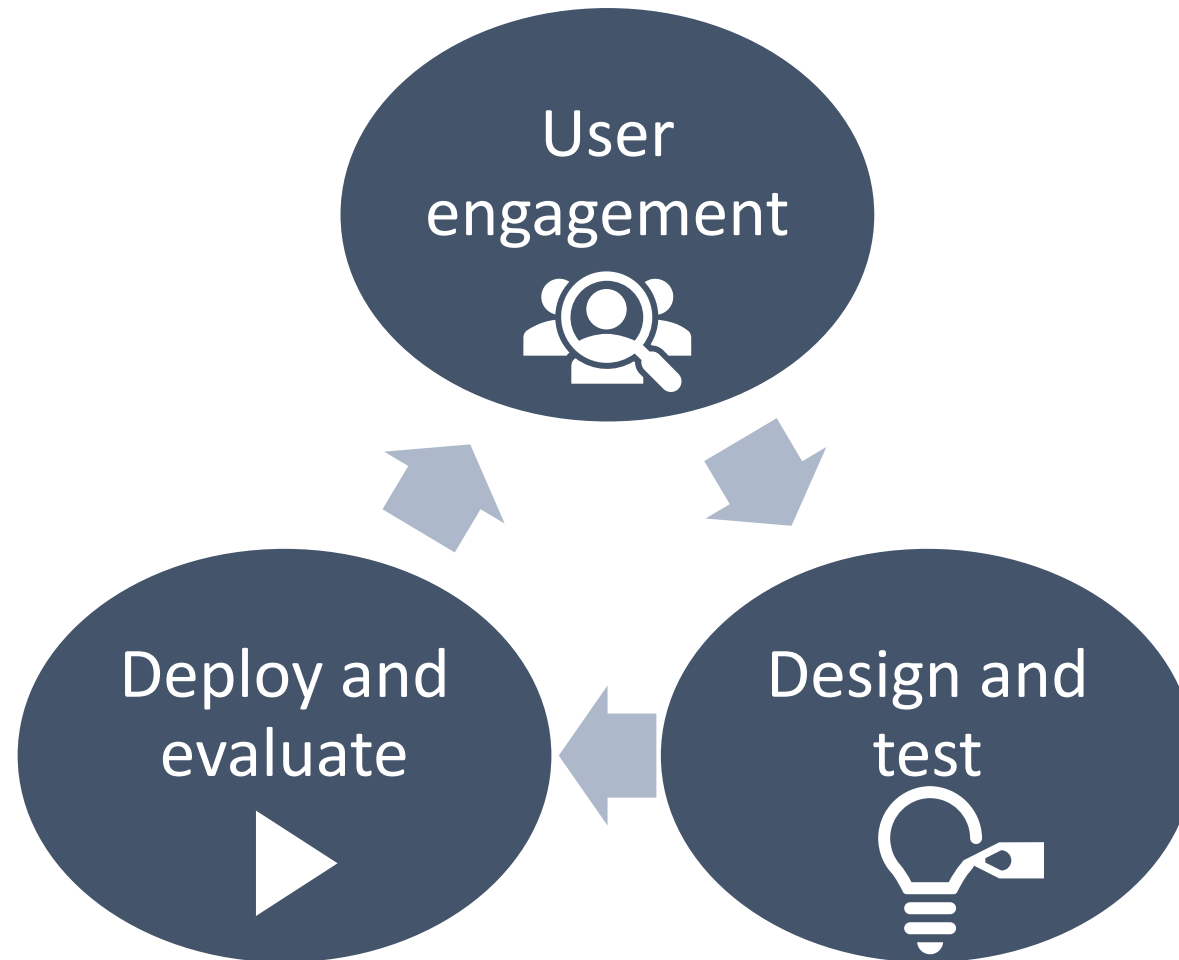 User
engagement
Deploy and
evaluate
Design and
test